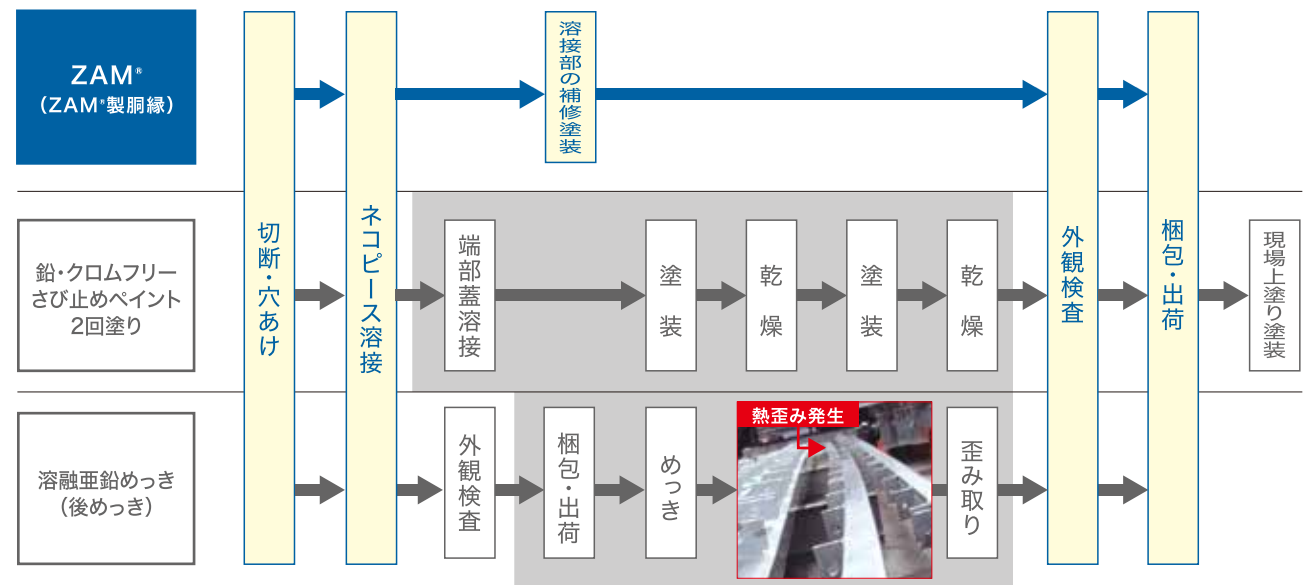 ZAM®
（ZAM®製胴縁）
切断・穴あけ
ネコピース溶接
溶接部の補修塗装
外観検査
梱包・出荷
鉛・クロムフリー
さび止めペイント
2回塗り
端部蓋溶接
塗装
乾燥
塗装
乾燥
現場上塗り塗装
溶融亜鉛めっき
（後めっき）
外観検査
梱包・出荷
めっき
熱歪み発生
歪み取り